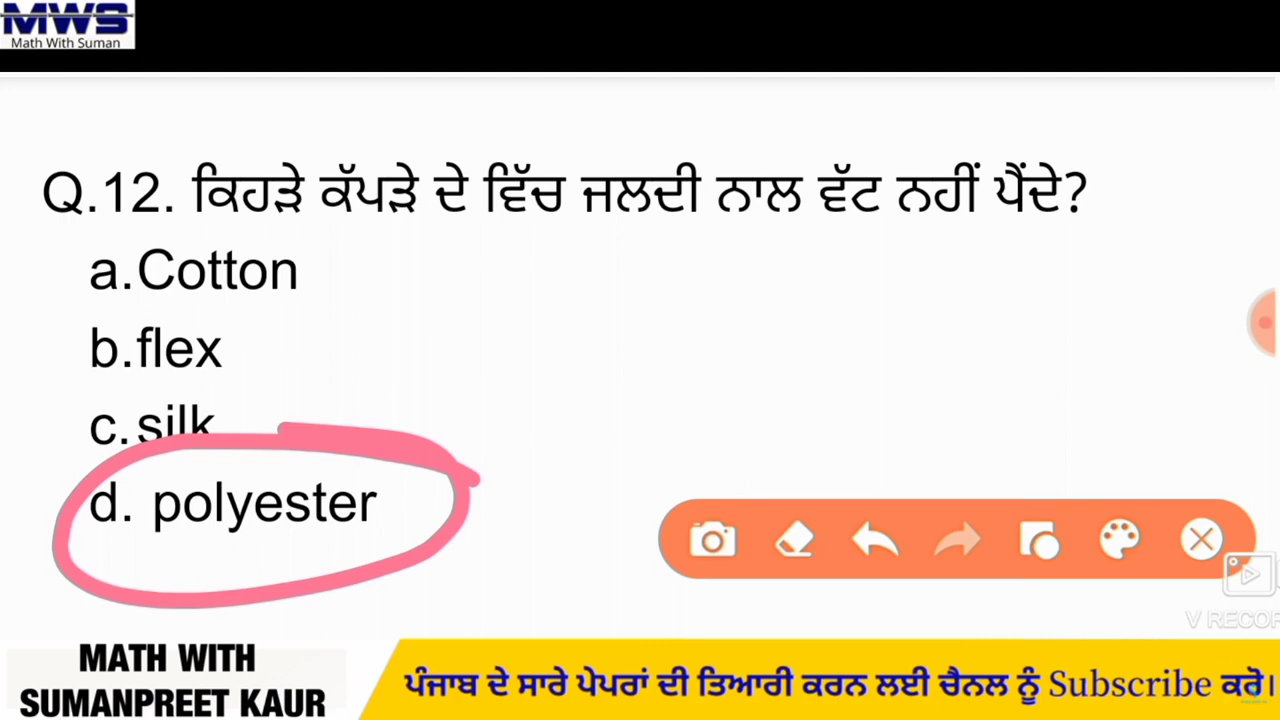 MWS
Math With Suman
Q.12. ਕਿਹੜੇ ਕੱਪੜੇ ਦੇ ਵਿੱਚ ਜਲਦੀ ਨਾਲ ਵੱਟ ਨਹੀਂ ਪੈਂਦੇ?
a.Cotton
b.flex
c.silk
d. polyester
V RECOR
MATH WITH
SUMANPREET KAUR
ਪੰਜਾਬ ਦੇ ਸਾਰੇ ਪੇਪਰਾਂ ਦੀ ਤਿਆਰੀ ਕਰਨ ਲਈ ਚੈਨਲ ਨੂੰ Subscribe ਕਰੋ।